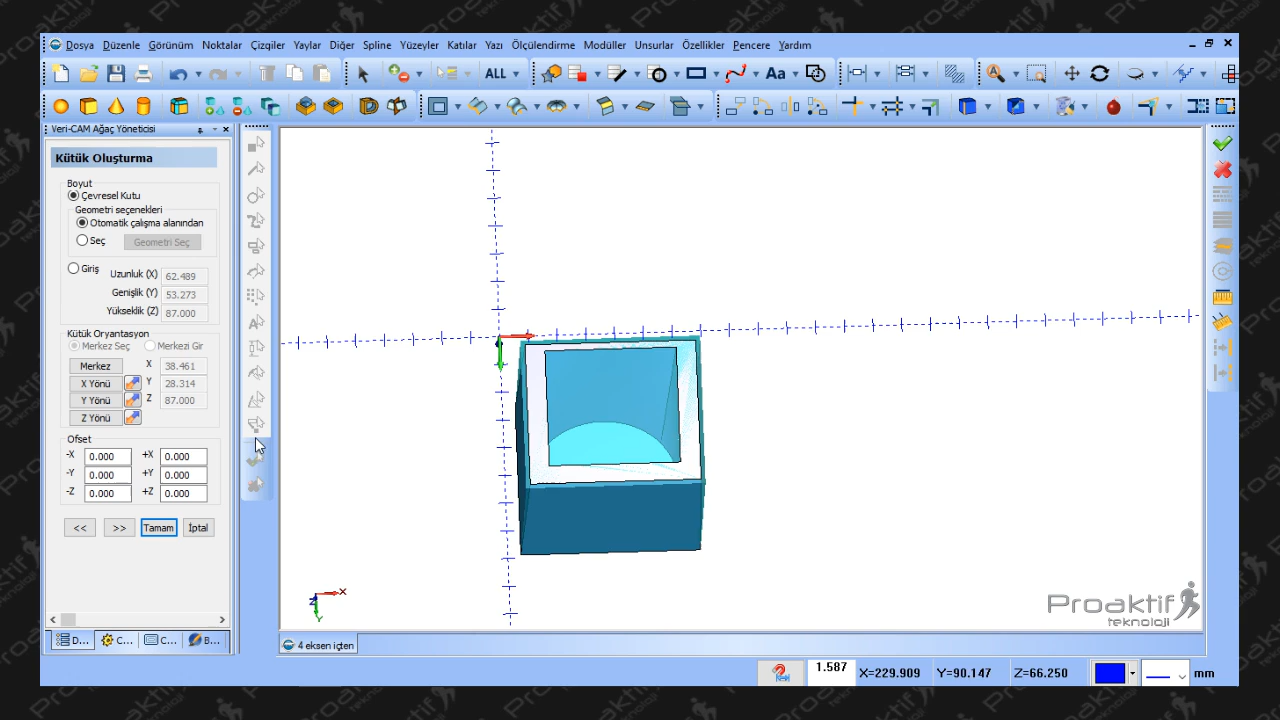 Dosya Düzenle Görünüm Noktalar Çizgiler Yaylar Diğer Spline Yüzeyler Katılar Yazı Ölçülendirme Modüller Unsurlar Özellikler Pencere Yardım
ALL
Aa
Veri-CAM Ağaç Yöneticisi
Kütük Oluşturma
Boyut
Çevresel Kutu
Geometri seçenekleri
Otomatik çalişma alanından
Seç Geometri Seç
Giriş
Uzunluk (X) 62.489
Genişlik (Y) 53.273
Yükseklik (Z) 87.000
Kütük Oryantasyon
Merkez Seç Merkezi Gir
Merkez X 38.461
X Yönü Y 28.314
Y Yönü Z 87.000
Z Yönü
Ofset
-X 0.000 +X 0.000
-Y 0.000 +Y 0.000
-Z 0.000 +Z 0.000
<< >> Tamam İptal
D... C... C... B...
X
Z
Y
Proaktif
teknoloji
4 eksen içten
1.587 X=229.909 Y=90.147 Z=66.250 mm